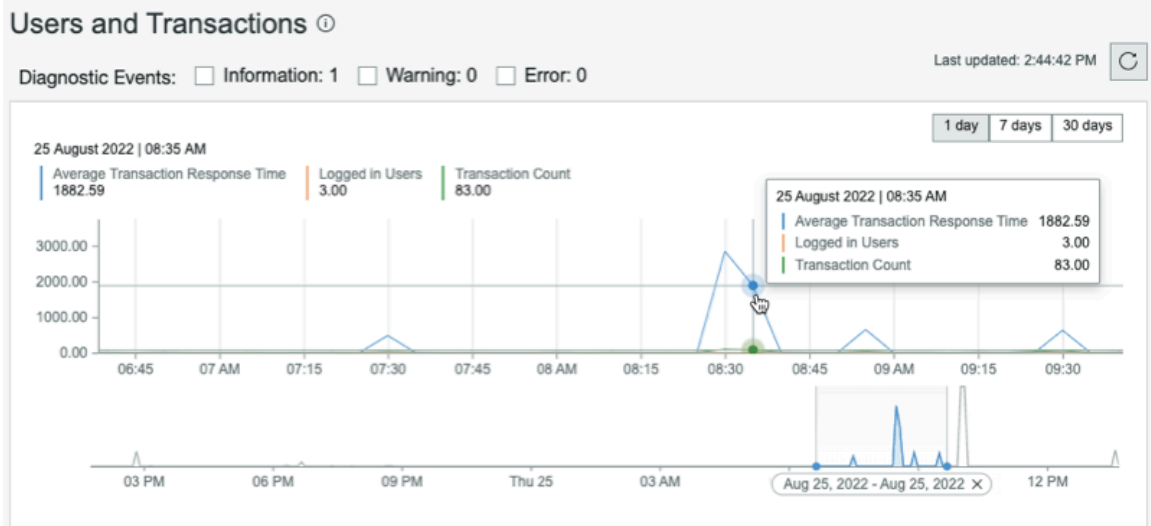 Users and Transactions
Last updated: 2:44:42 PM
Diagnostic Events: Information: 1 Warning: 0 Error: 0
1 day 7 days 30 days
25 August 2022 | 08:35 AM
Average Transaction Response Time Logged in Users Transaction Count
1882.59 3.00 83.00
25 August 2022 | 08:35 AM
Average Transaction Response Time 1882.59
Logged in Users 3.00
Transaction Count 83.00
3000.00
2000.00
1000.00
0.00
06:45 07 AM 07:15 07:30 07:45 08 AM 08:15 08:30 08:45 09 AM 09:15 09:30
03 PM 06 PM 09 PM Thu 25 03 AM Aug 25, 2022 - Aug 25, 2022 12 PM